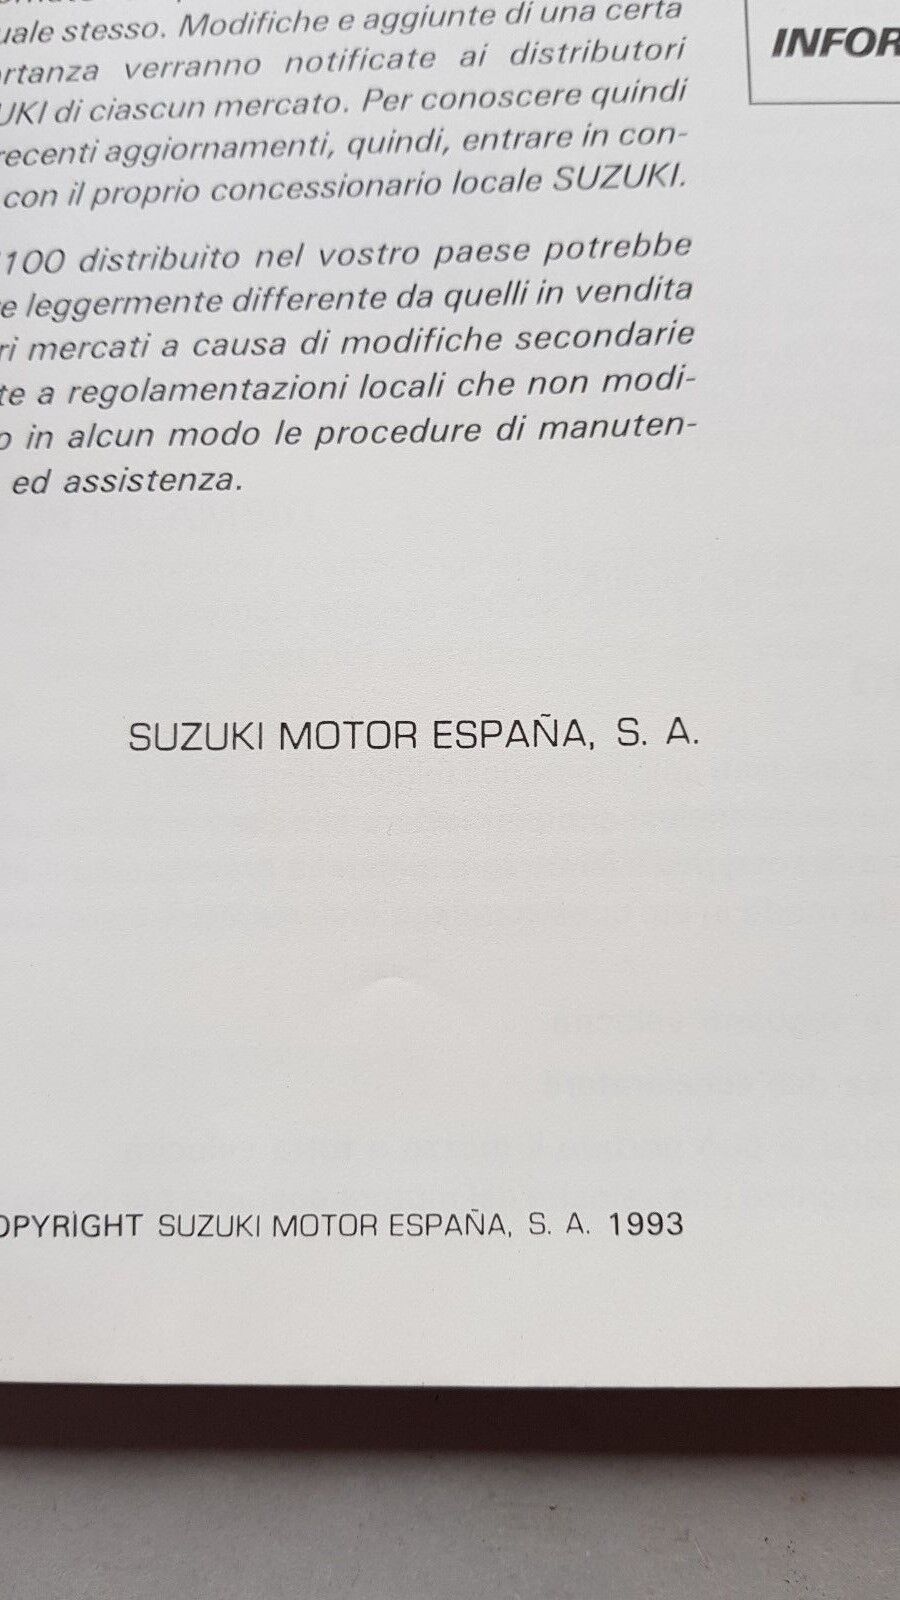 uale stesso. Modifiche e aggiunte di una certa
rtanza verranno notificate ai distributori
UKI di ciascun mercato. Per conoscere quindi
recenti aggiornamenti, quindi, entrare in con-
con il proprio concessionario locale SUZUKI.
100 distribuito nel vostro paese potrebbe
e leggermente differente da quelli in vendita
ri mercati a causa di modifiche secondarie
te a regolamentazioni locali che non modi-
o in alcun modo le procedure di manuten-
ed assistenza.
SUZUKI MOTOR ESPAÑA, S. A.
OPYRIGHT SUZUKI MOTOR ESPAÑA, S. A. 1993
INFOR